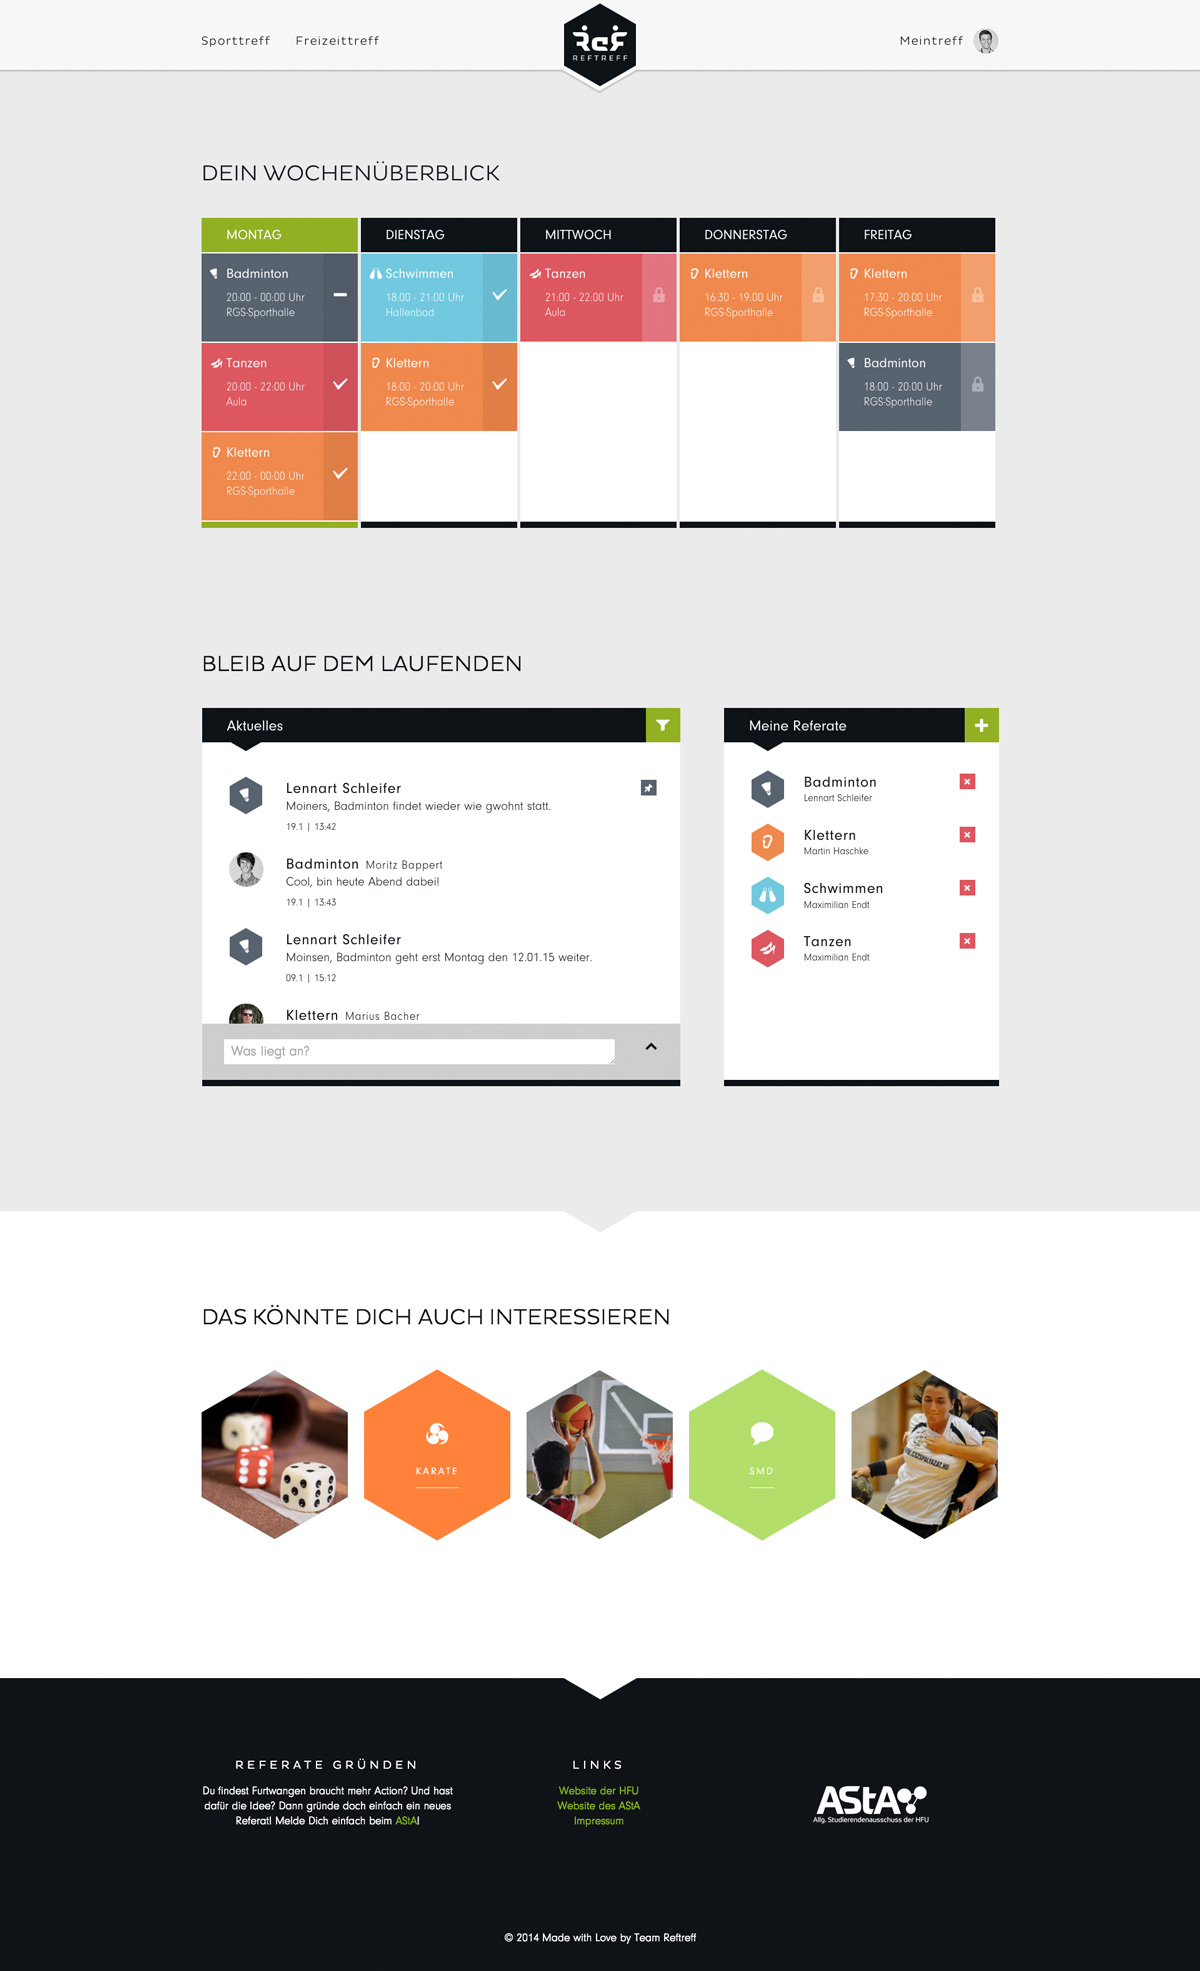 Sporttreff
Freizeittreff
ReF
REFTREFF
Meintreff
DEIN WOCHENÜBERBLICK
MONTAG
Badminton
20:00 - 00:00 Uhr
RGS-Sporthalle
Tanzen
20:00 - 22:00 Uhr
Aula
Klettern
22:00 - 00:00 Uhr
RGS-Sporthalle
DIENSTAG
Schwimmen
18:00 - 21:00 Uhr
Hallenbad
Klettern
18:00 - 20:00 Uhr
RGS-Sporthalle
MITTWOCH
Tanzen
21:00 - 22:00 Uhr
Aula
DONNERSTAG
Klettern
16:30 - 19:00 Uhr
RGS-Sporthalle
FREITAG
Klettern
17:30 - 20:00 Uhr
RGS-Sporthalle
Badminton
18:00 - 20:00 Uhr
RGS-Sporthalle
BLEIB AUF DEM LAUFENDEN
Aktuelles
Lennart Schleifer
Moiners, Badminton findet wieder wie gwohnt statt.
19.1 | 13:42
Badminton Moritz Bappert
Cool, bin heute Abend dabei!
19.1 | 13:43
Lennart Schleifer
Moinsen, Badminton geht erst Montag den 12.01.15 weiter.
09.1 | 15:12
Klettern Marius Bacher
Was liegt an?
Meine Referate
Badminton
Lennart Schleifer
Klettern
Martin Haschke
Schwimmen
Maximilian Endt
Tanzen
Maximilian Endt
DAS KÖNNTE DICH AUCH INTERESSIEREN
KARATE
SMD
REFERATE GRÜNDEN
Du findest Furtwangen braucht mehr Action? Und hast
dafür die Idee? Dann gründe doch einfach ein neues
Referat! Melde Dich einfach beim AStA!
LINKS
Website der HFU
Website des AStA
Impressum
AStA
Allg. Studierendenausschuss der HFU
© 2014 Made with Love by Team Reftreff